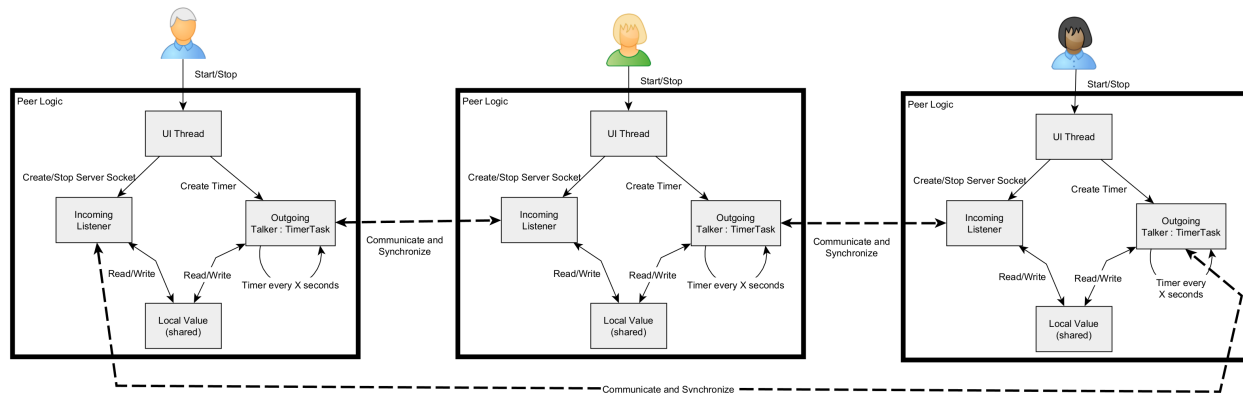 Start/Stop
Peer Logic
UI Thread
Create/Stop Server Socket
Create Timer
Incoming
Listener
Outgoing
Talker : TimerTask
Read/Write
Read/Write
Timer every X seconds
Local Value
(shared)
Communicate and
Synchronize
Start/Stop
Peer Logic
UI Thread
Create/Stop Server Socket
Create Timer
Incoming
Listener
Outgoing
Talker : TimerTask
Read/Write
Read/Write
Timer every X seconds
Local Value
(shared)
Communicate and
Synchronize
Start/Stop
Peer Logic
UI Thread
Create/Stop Server Socket
Create Timer
Incoming
Listener
Outgoing
Talker : TimerTask
Read/Write
Read/Write
Timer every
X seconds
Local Value
(shared)
Communicate and Synchronize